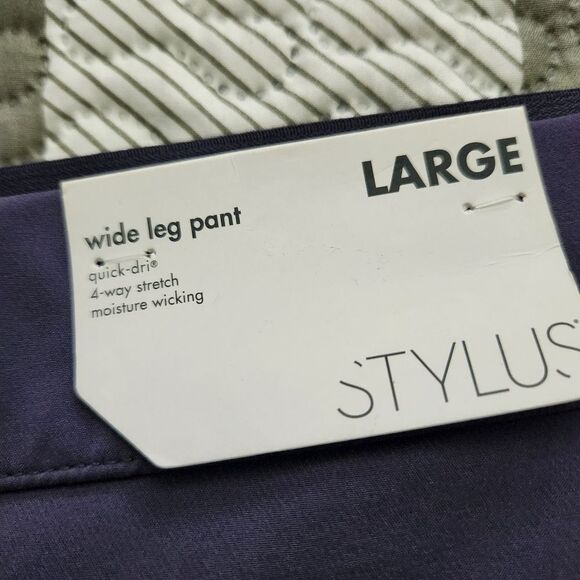 LARGE
wide leg pant
quick-dri®
4-way stretch
moisture wicking
STYLUS